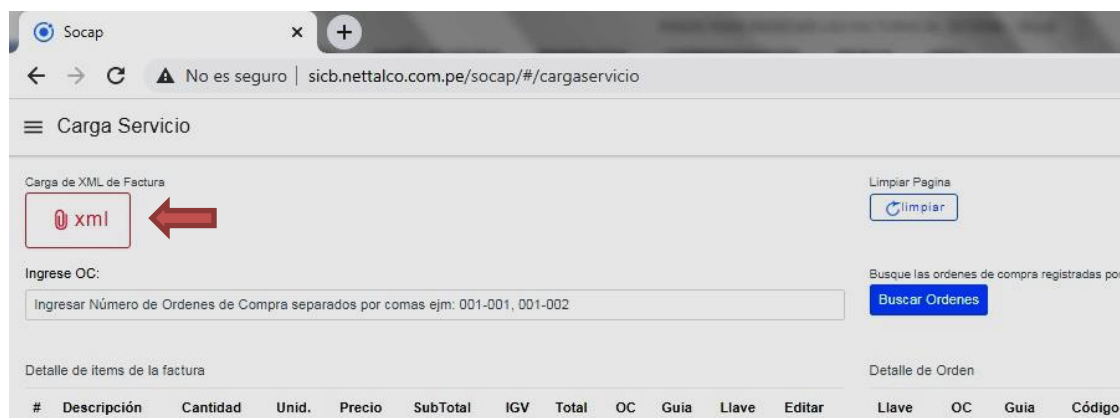 Socap
No es seguro sicb.nettalco.com.pe/socap/#/cargaservicio
Carga Servicio
Carga de XML de Factura
xml
Limpiar Pagina
limpiar
Ingrese OC:
Ingresar Número de Ordenes de Compra separados por comas ejm: 001-001, 001-002
Busque las ordenes de compra registradas por
Buscar Ordenes
Detalle de items de la factura
# Descripción Cantidad Unid. Precio SubTotal IGV Total OC Guia Llave Editar
Detalle de Orden
Llave OC Guia Código